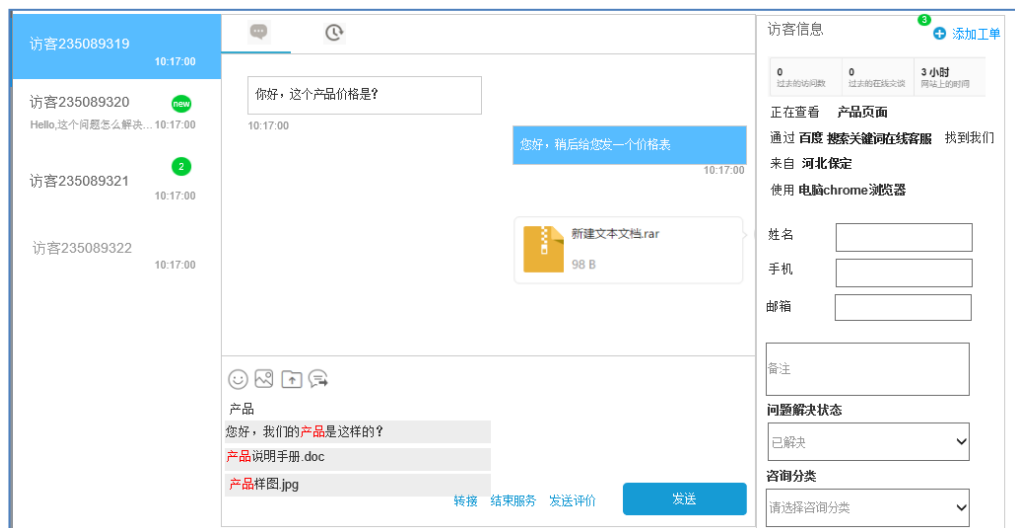 访客235089319
10:17:00
访客235089320
new
Hello,这个问题怎么解决...
10:17:00
访客235089321
2
10:17:00
访客235089322
10:17:00
你好，这个产品价格是?
10:17:00
您好，稍后给您发一个价格表
10:17:00
新建文本文档.rar
98 B
产品
您好，我们的产品是这样的?
产品说明手册.doc
产品样图.jpg
转接 结束服务 发送评价 发送
访客信息
3
添加工单
0 0 3 小时
过去的访问数 过去的在线交谈 网站上的时间
正在查看 产品页面
通过 百度 搜索关键词在线客服 找到我们
来自 河北保定
使用 电脑chrome浏览器
姓名
手机
邮箱
备注
问题解决状态
已解决
咨询分类
请选择咨询分类